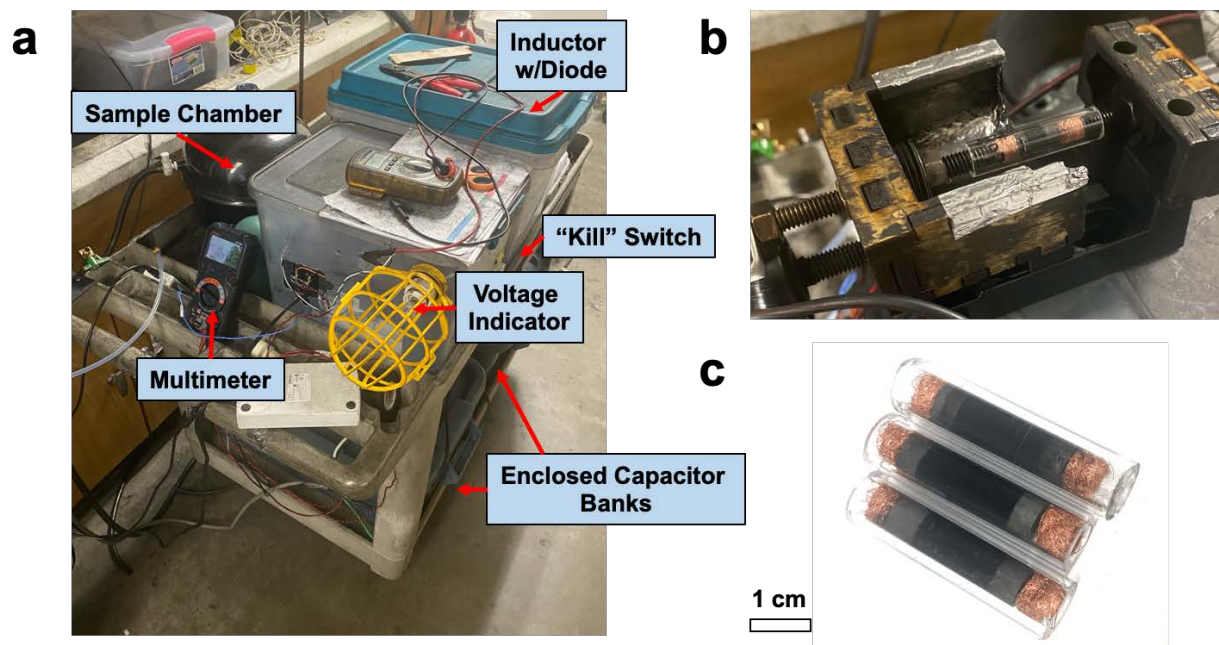 a
Inductor
w/Diode
Sample Chamber
"Kill" Switch
Voltage
Indicator
Multimeter
Enclosed Capacitor
Banks
b
c
1 cm